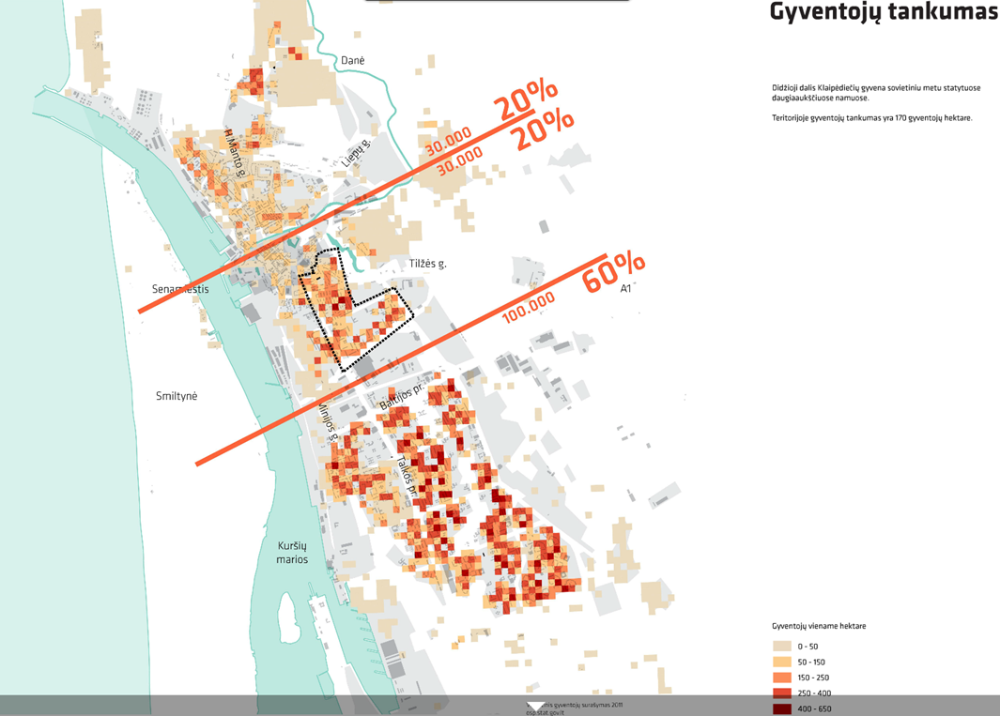 Gyventojų tankumas
Didžioji dalis Klaipėdiečių gyvena sovietiniu metu statytuose
daugiaaukščiuose namuose.
Teritorijoje gyventojų tankumas yra 170 gyventojų hektare.
Danė
20%
20%
30.000
30.000
H.Manto g.
Liepų g.
Tilžės g.
60%
100.000
A1
Senamiestis
Smiltynė
Baltijos pr.
Minijos g.
Taikos pr.
Kuršių
marios
Gyventojų viename hektare
0 - 50
50 - 150
150 - 250
250 - 400
400 - 650
gyventojų surašymas 2011
osp.stat.gov.lt